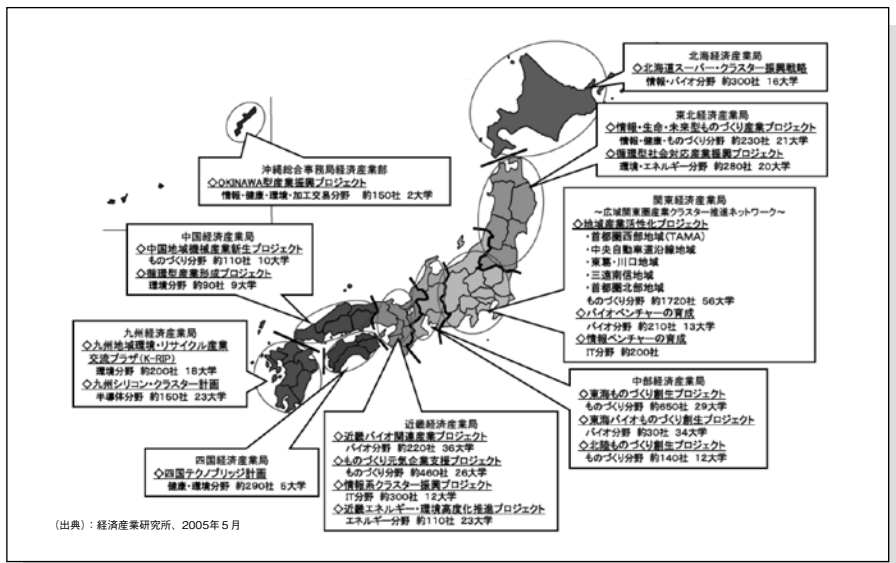 北海経済産業局
◇北海道スーパー・クラスター振興戦略
情報・バイオ分野 約300社 16大学
東北経済産業局
◇情報・生命・未来型ものづくり産業プロジェクト
情報・健康・ものづくり分野 約230社 21大学
◇循環型社会対応産業振興プロジェクト
環境・エネルギー分野 約280社 20大学
沖縄総合事務局経済産業部
◇OKINAWA型産業振興プロジェクト
情報・健康・環境・加工交易分野 約150社 2大学
関東経済産業局
～広域関東圏産業クラスター推進ネットワーク～
◇地域産業活性化プロジェクト
・首都圏西部地域(TAMA)
・中央自動車道沿線地域
・東葛・川口地域
・三遠南信地域
・首都圏北部地域
ものづくり分野 約1720社 56大学
◇バイオベンチャーの育成
バイオ分野 約210社 13大学
◇情報ベンチャーの育成
IT分野 約200社
中国経済産業局
◇中国地域機械産業新生プロジェクト
ものづくり分野 約110社 10大学
◇循環型産業形成プロジェクト
環境分野 約90社 9大学
九州経済産業局
◇九州地域環境・リサイクル産業
交流プラザ(K-RIP)
環境分野 約200社 18大学
◇九州シリコン・クラスター計画
半導体分野 約150社 23大学
中部経済産業局
◇東海ものづくり創生プロジェクト
ものづくり分野 約650社 29大学
◇東海バイオものづくり創生プロジェクト
バイオ分野 約30社 34大学
◇北陸ものづくり創生プロジェクト
ものづくり分野 約140社 12大学
近畿経済産業局
◇近畿バイオ関連産業プロジェクト
バイオ分野 約220社 36大学
◇ものづくり元気企業支援プロジェクト
ものづくり分野 約460社 26大学
◇情報系クラスター振興プロジェクト
IT分野 約300社 12大学
◇近畿エネルギー・環境高度化推進プロジェクト
エネルギー分野 約110社 23大学
四国経済産業局
◇四国テクノブリッジ計画
健康・環境分野 約290社 5大学
（出典）：経済産業研究所、2005年５月